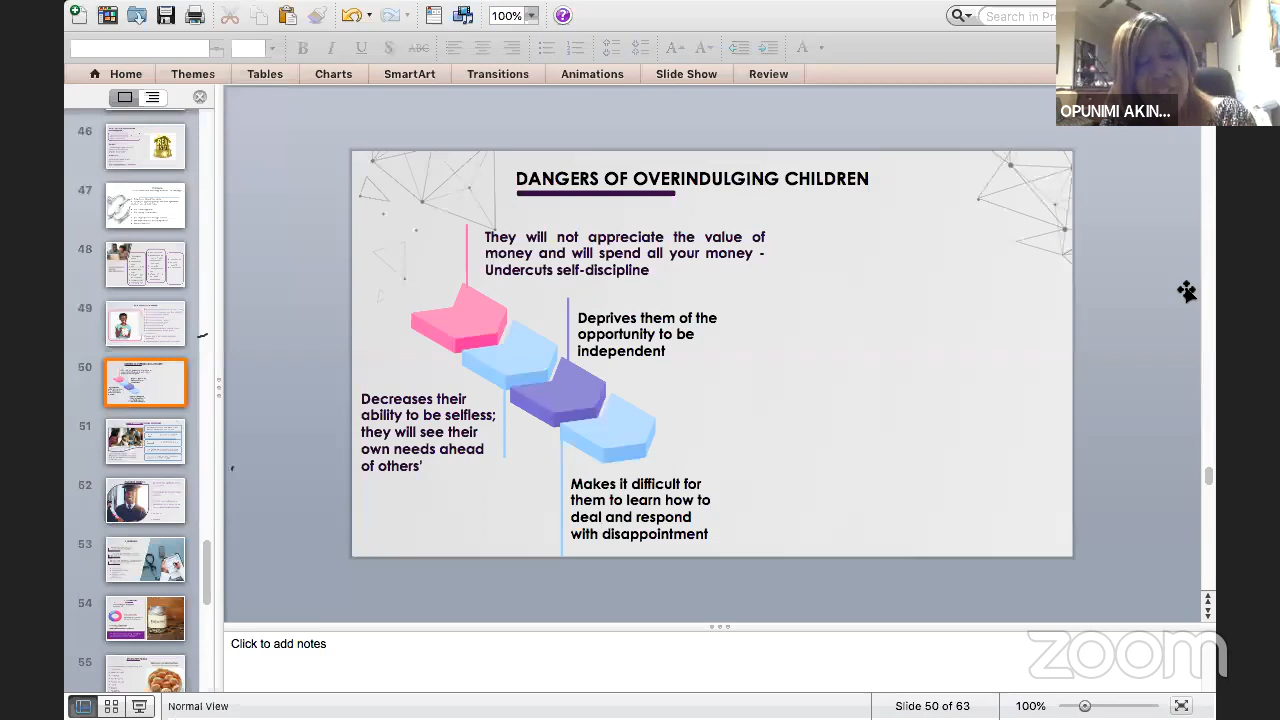 100%
Search in Pr
B I U S ABC
A A A
Home Themes Tables Charts SmartArt Transitions Animations Slide Show Review
OPUNIMI AKIN...
46
47
48
49
50
51
52
53
54
55
DANGERS OF OVERINDULGING CHILDREN
They will not appreciate the value of
money and will spend all your money -
Undercuts self-discipline
Deprives them of the
opportunity to be
independent
Decreases their
ability to be selfless;
they will see their
own needs ahead
of others'
Makes it difficult for
them to learn how to
deal and respond
with disappointment
Click to add notes
zoom
Normal View
Slide 50 of 63
100%